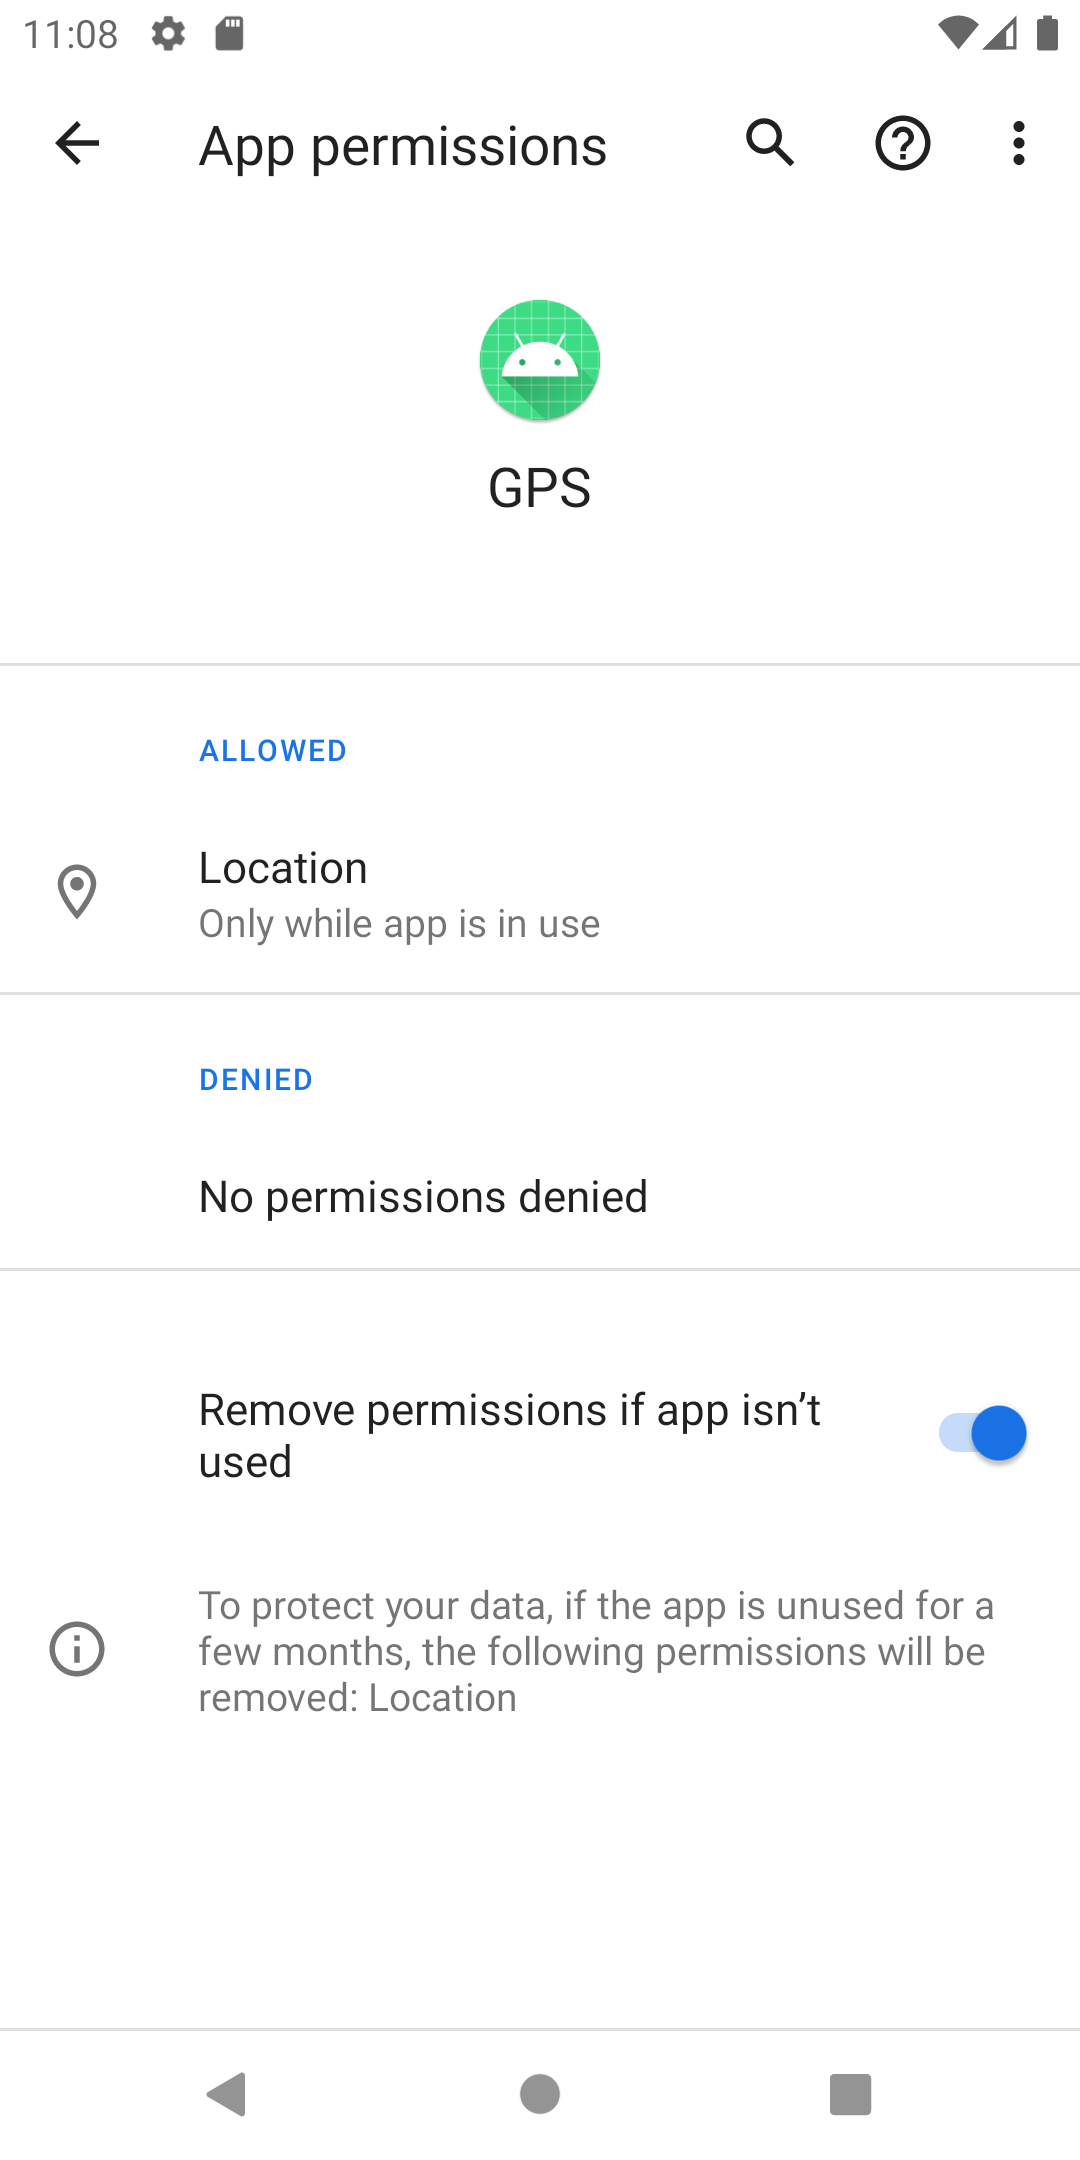 11:08
App permissions
GPS
ALLOWED
Location
Only while app is in use
DENIED
No permissions denied
Remove permissions if app isn’t
used
To protect your data, if the app is unused for a
few months, the following permissions will be
removed: Location